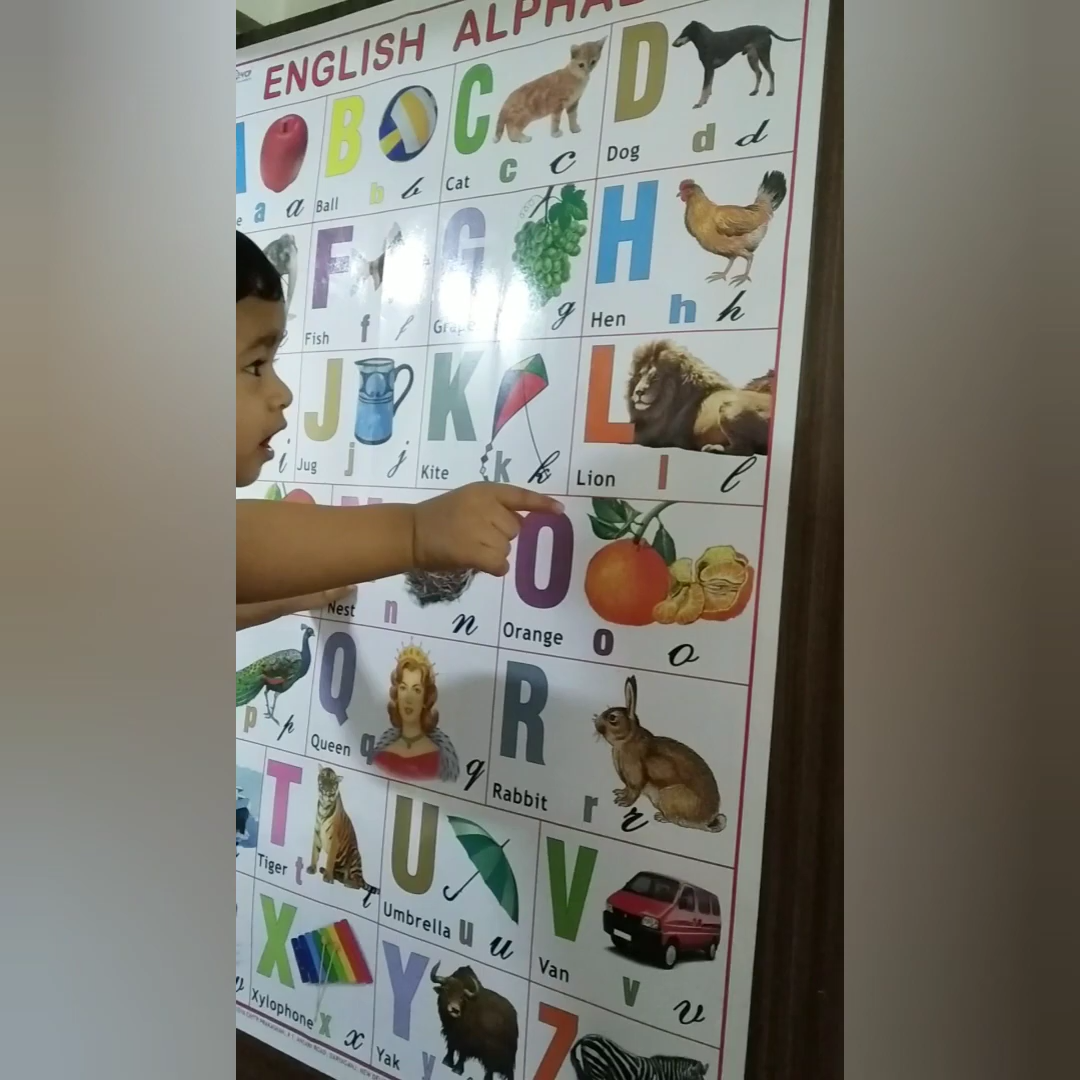 ENGLISH ALPHA
B C D
a a Ball b b Cat c c Dog d d
F G H
Fish f f Grape g Hen h h
J K L
i Jug j j Kite k k Lion l l
O
Nest n n Orange o o
Q R
p p Queen q q Rabbit r r
T U V
Tiger t t Umbrella u u Van v v
X Y Z
Xylophone x x Yak y